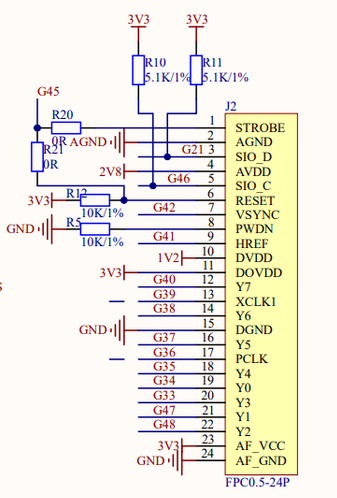 3V3 3V3
R10 R11
5.1K/1% 5.1K/1%
G45
J2
R20 1 STROBE
0R AGND 2 AGND
R21 G21 3 SIO_D
0R 2V8 4 AVDD
G46 5 SIO_C
3V3 R12 6 RESET
10K/1% G42 7 VSYNC
GND R5 8 PWDN
10K/1% G41 9 HREF
1V2 10 DVDD
3V3 11 DOVDD
G40 12 Y7
G39 13 XCLK1
G38 14 Y6
GND 15 DGND
G37 16 Y5
G36 17 PCLK
G35 18 Y4
G34 19 Y0
G33 20 Y3
G47 21 Y1
G48 22 Y2
3V3 23 AF_VCC
GND 24 AF_GND
FPC0.5-24P